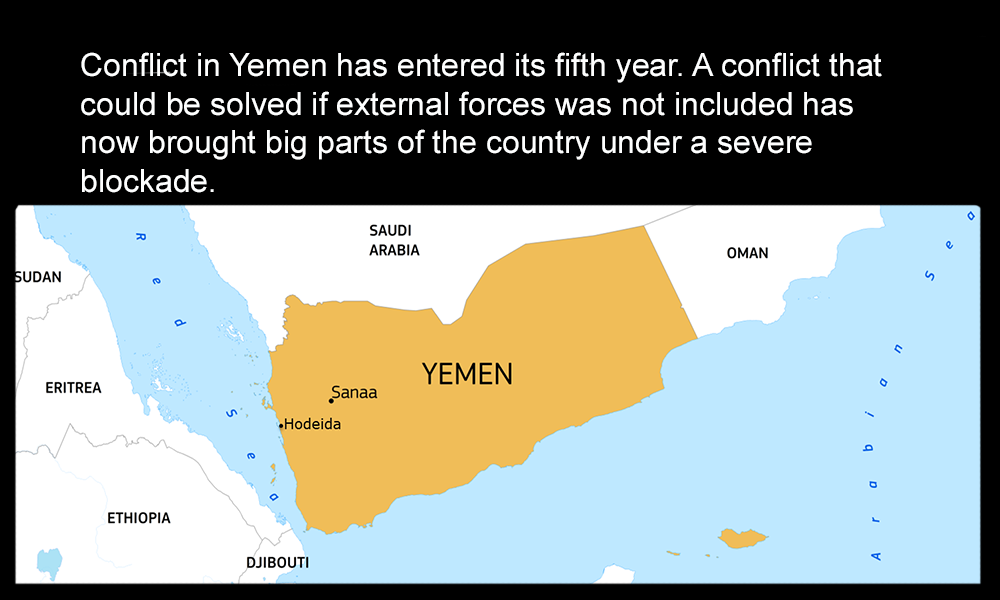 Conflict in Yemen has entered its fifth year. A conflict that
could be solved if external forces was not included has
now brought big parts of the country under a severe
blockade.
SAUDI
ARABIA
OMAN
SUDAN
Red Sea
Arabian Sea
ERITREA
YEMEN
Sanaa
Hodeida
ETHIOPIA
DJIBOUTI